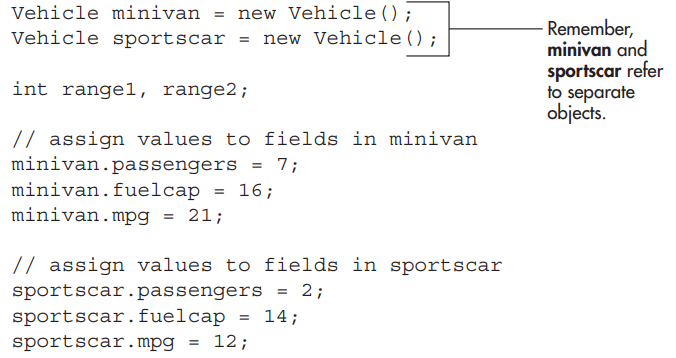 Vehicle minivan = new Vehicle();
Vehicle sportscar = new Vehicle();
Remember,
minivan and
sportscar refer
to separate
objects.
int range1, range2;
// assign values to fields in minivan
minivan.passengers = 7;
minivan.fuelcap = 16;
minivan.mpg = 21;
// assign values to fields in sportscar
sportscar.passengers = 2;
sportscar.fuelcap = 14;
sportscar.mpg = 12;